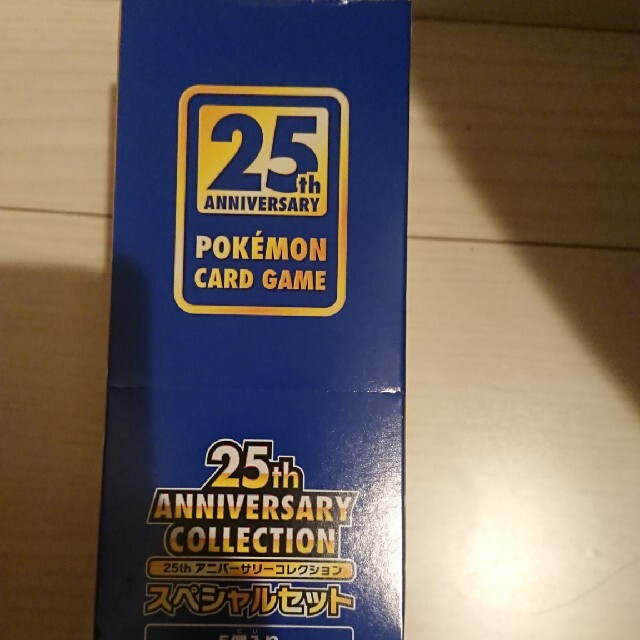 25th
ANNIVERSARY
POKÉMON
CARD GAME
25th
ANNIVERSARY
COLLECTION
25th アニバーサリーコレクション
スペシャルセット